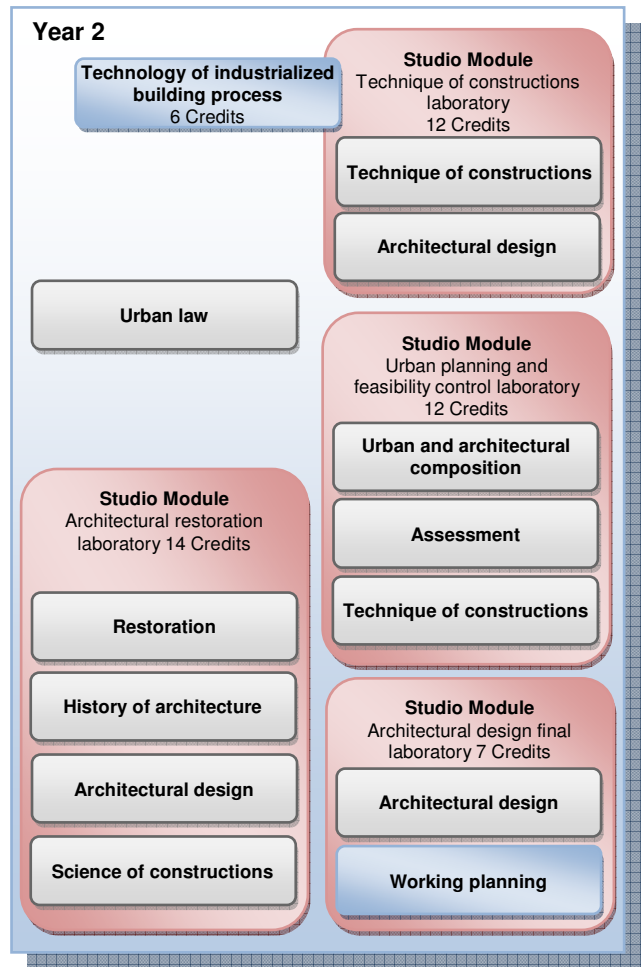 Year 2
Technology of industrialized
building process
6 Credits
Studio Module
Technique of constructions
laboratory
12 Credits
Technique of constructions
Architectural design
Urban law
Studio Module
Urban planning and
feasibility control laboratory
12 Credits
Urban and architectural
composition
Assessment
Technique of constructions
Studio Module
Architectural restoration
laboratory 14 Credits
Restoration
History of architecture
Architectural design
Science of constructions
Studio Module
Architectural design final
laboratory 7 Credits
Architectural design
Working planning